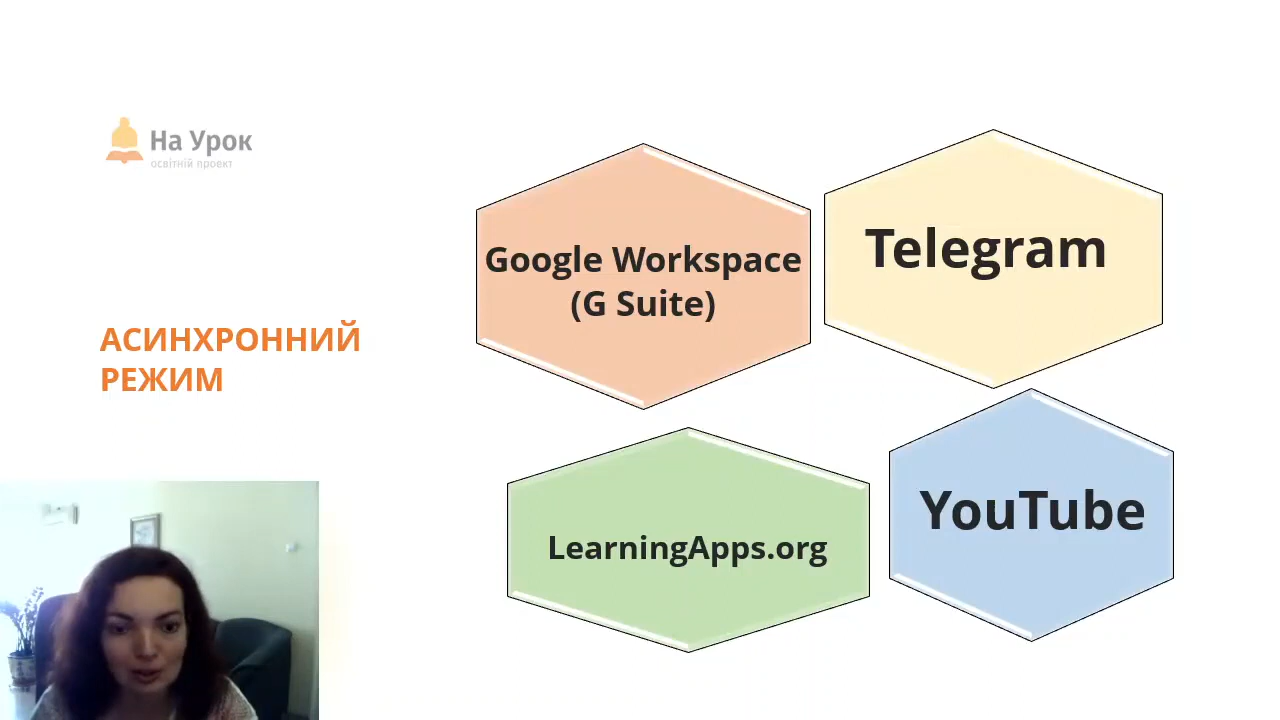 На Урок
освітній проект
АСИНХРОННИЙ
РЕЖИМ
Google Workspace
(G Suite)
Telegram
LearningApps.org
YouTube